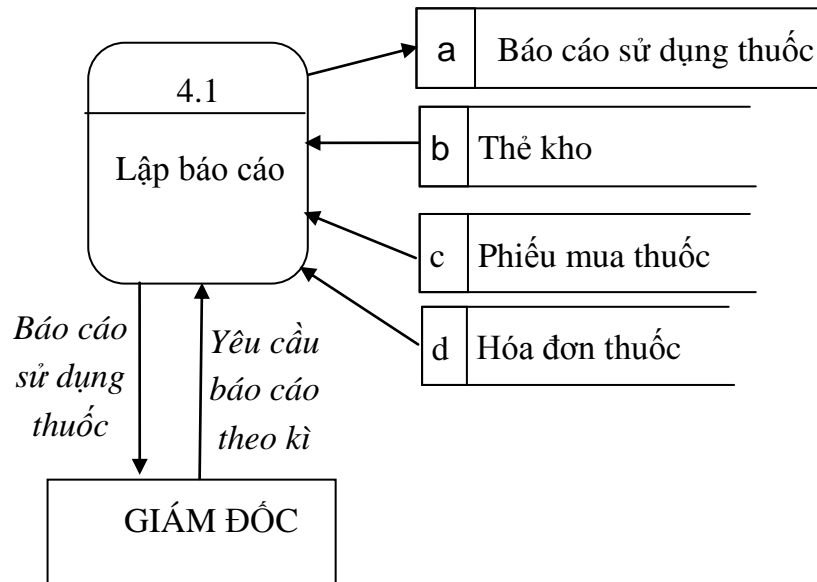 4.1
Lập báo cáo
a Báo cáo sử dụng thuốc
b Thẻ kho
c Phiếu mua thuốc
d Hóa đơn thuốc
Báo cáo
sử dụng
thuốc
Yêu cầu
báo cáo
theo kì
GIÁM ĐỐC